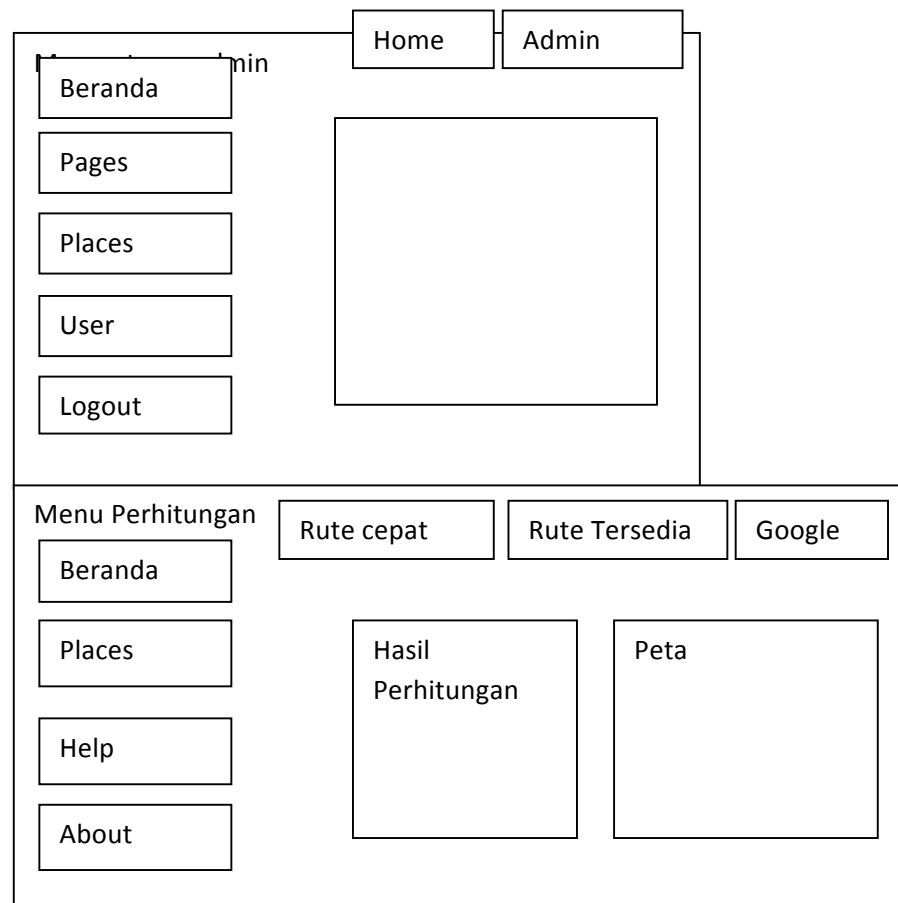 Home
Admin
Beranda
Pages
Places
User
Logout
Menu Perhitungan
Rute cepat
Rute Tersedia
Google
Beranda
Places
Help
About
Hasil
Perhitungan
Peta